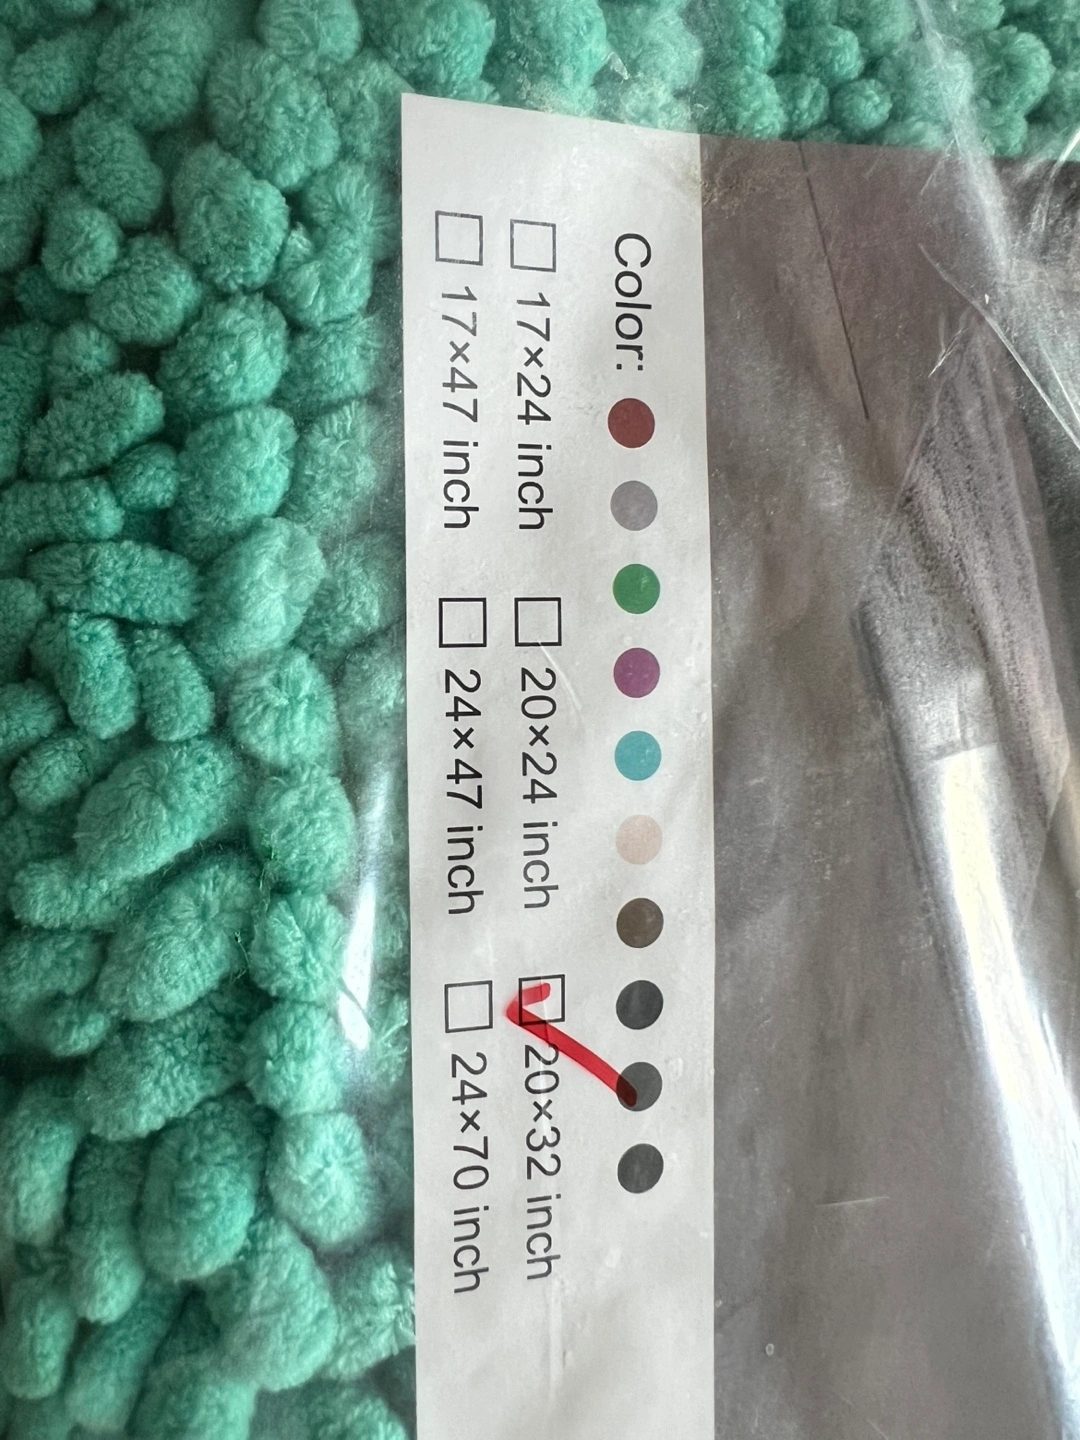 Color:
☐ 17×24 inch ☐ 20×24 inch ☑ 20×32 inch
☐ 17×47 inch ☐ 24×47 inch ☐ 24×70 inch